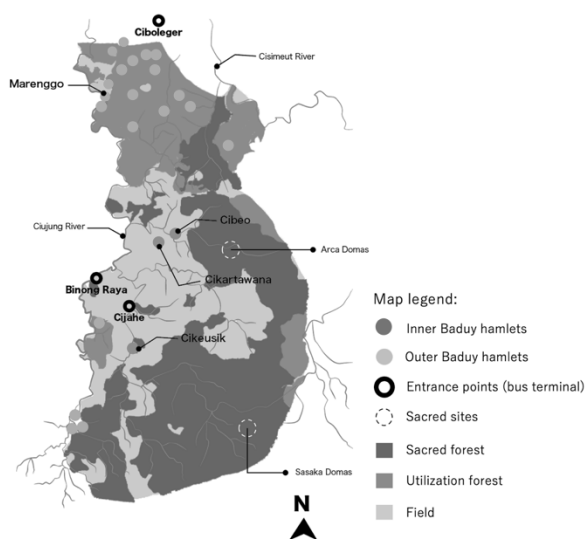 Ciboleger
Cisimeut River
Marenggo
Ciujung River
Cibeo
Arca Domas
Cikartawana
Binong Raya
Cijahe
Cikeusik
Sasaka Domas
Map legend:
Inner Baduy hamlets
Outer Baduy hamlets
Entrance points (bus terminal)
Sacred sites
Sacred forest
Utilization forest
Field
N